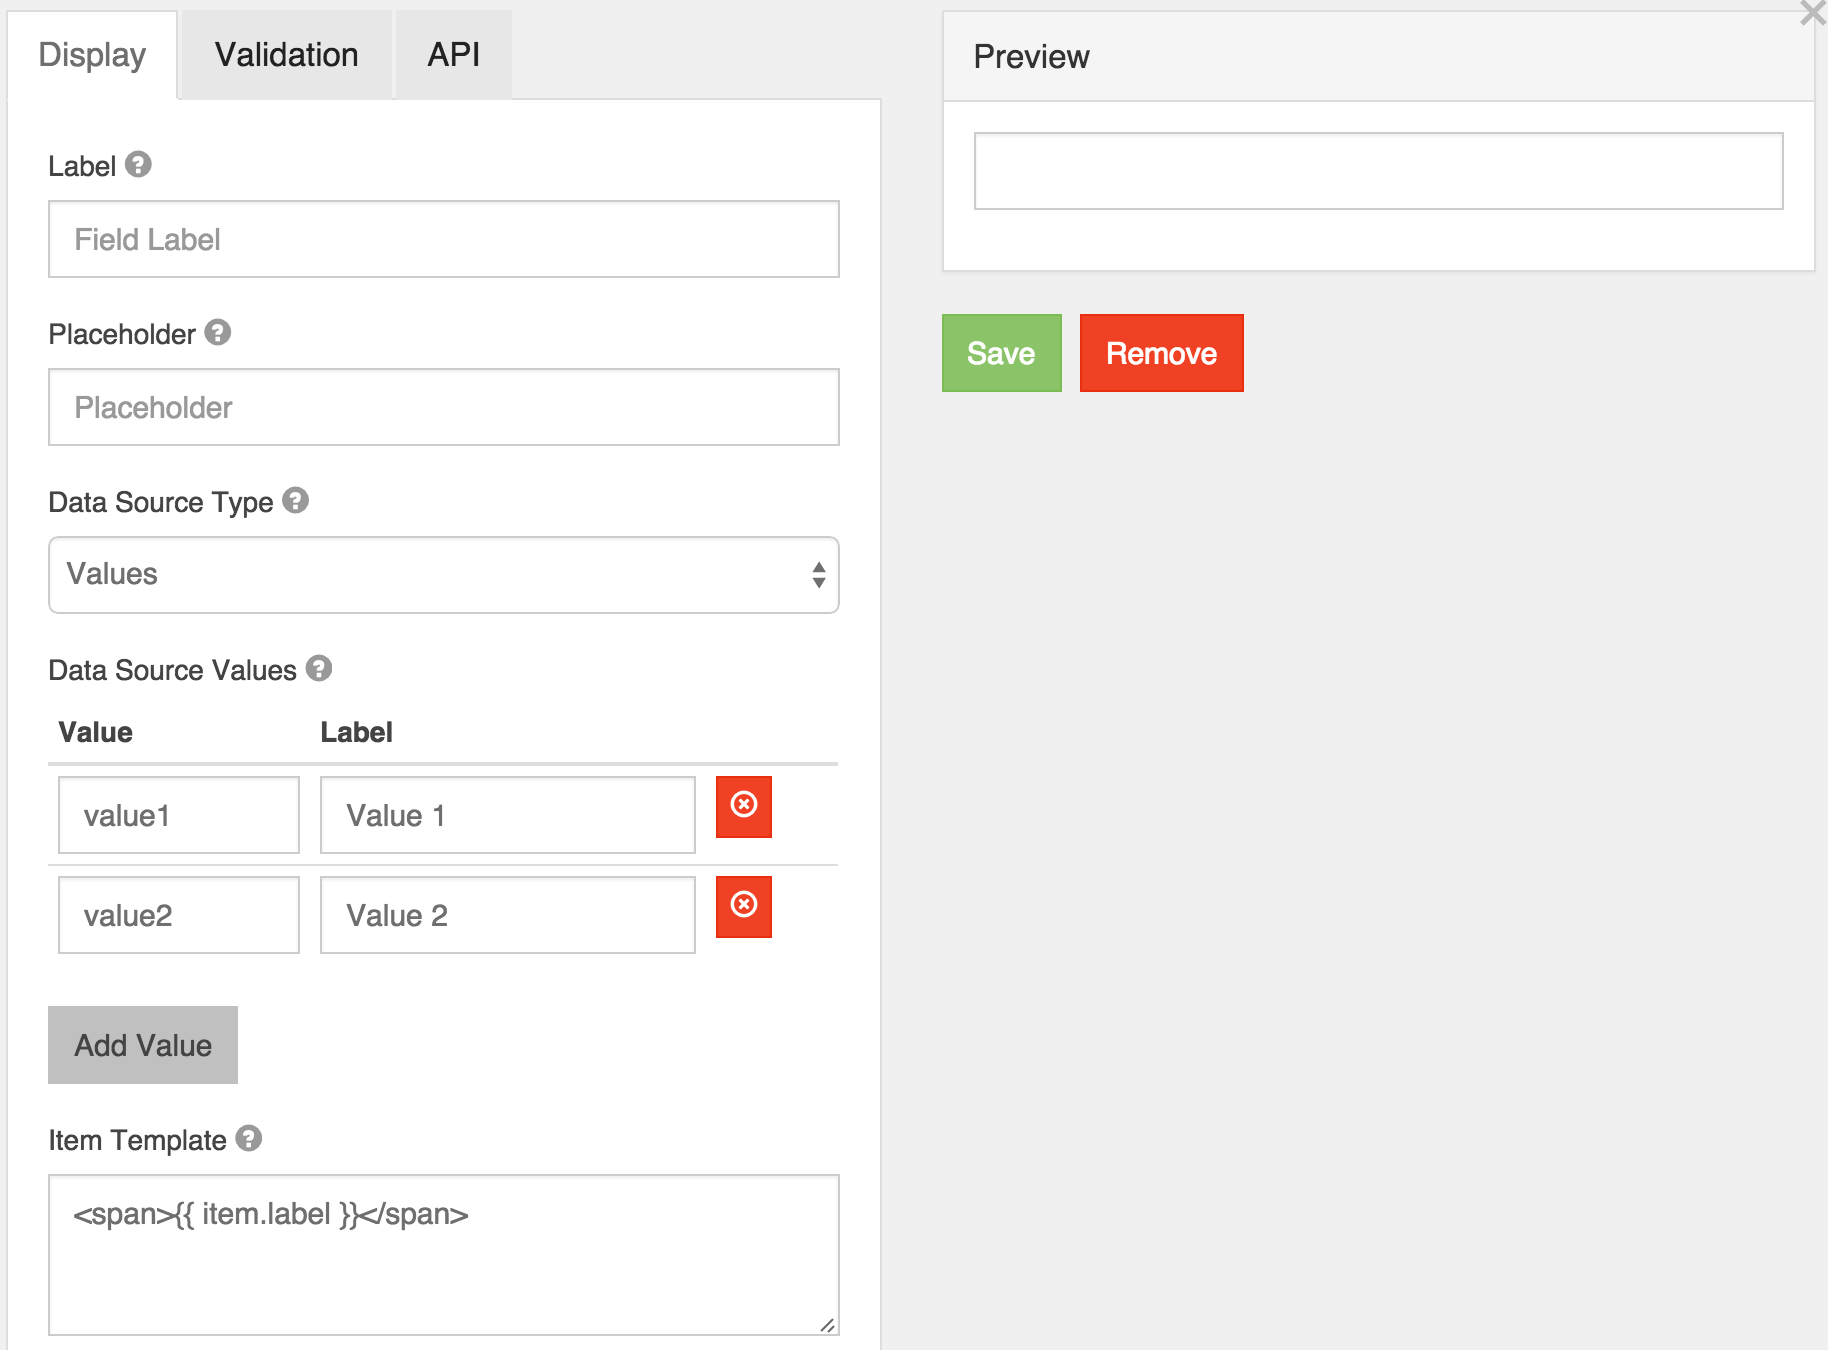 Display Validation API
Label
Field Label
Placeholder
Placeholder
Data Source Type
Values
Data Source Values
Value Label
value1 Value 1
value2 Value 2
Add Value
Item Template
<span>{{ item.label }}</span>
Preview
Save Remove